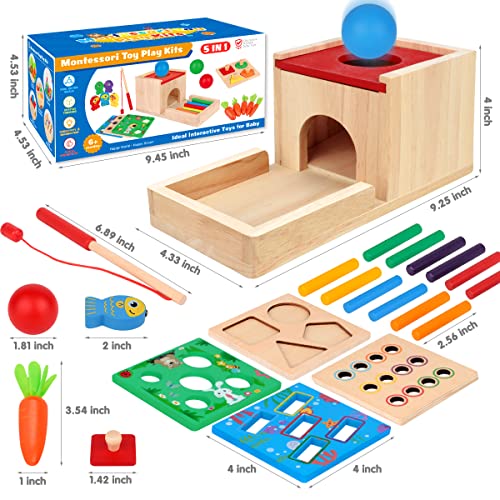 Montessori Toy Play Kits
5 IN 1
6+
Ideal Interactive Toys for Baby
4.53 inch
4.53 inch
9.45 inch
4 inch
9.25 inch
4.33 inch
6.89 inch
1.81 inch
2 inch
2.56 inch
3.54 inch
1 inch
1.42 inch
4 inch
4 inch